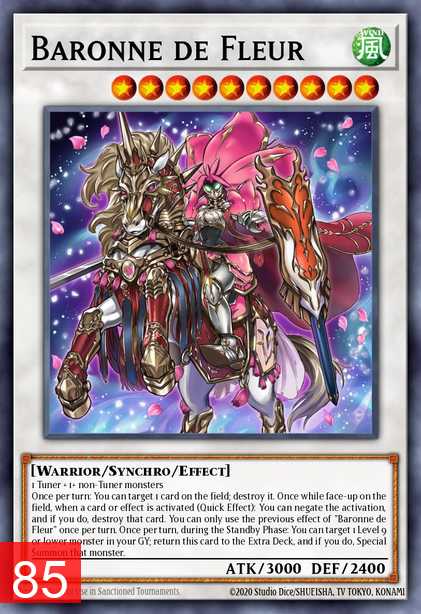 BARONNE DE FLEUR
WIND
風
[WARRIOR/SYNCHRO/EFFECT]
1 Tuner + 1+ non-Tuner monsters
Once per turn: You can target 1 card on the field; destroy it. Once while face-up on the
field, when a card or effect is activated (Quick Effect): You can negate the activation,
and if you do, destroy that card. You can only use the previous effect of "Baronne de
Fleur" once per turn. Once per turn, during the Standby Phase: You can target 1 Level 9
or lower monster in your GY; return this card to the Extra Deck, and if you do, Special
Summon that monster.
ATK/3000 DEF/2400
85
use in Sanctioned Tournaments.
©2020 Studio Dice/SHUEISHA, TV TOKYO, KONAMI